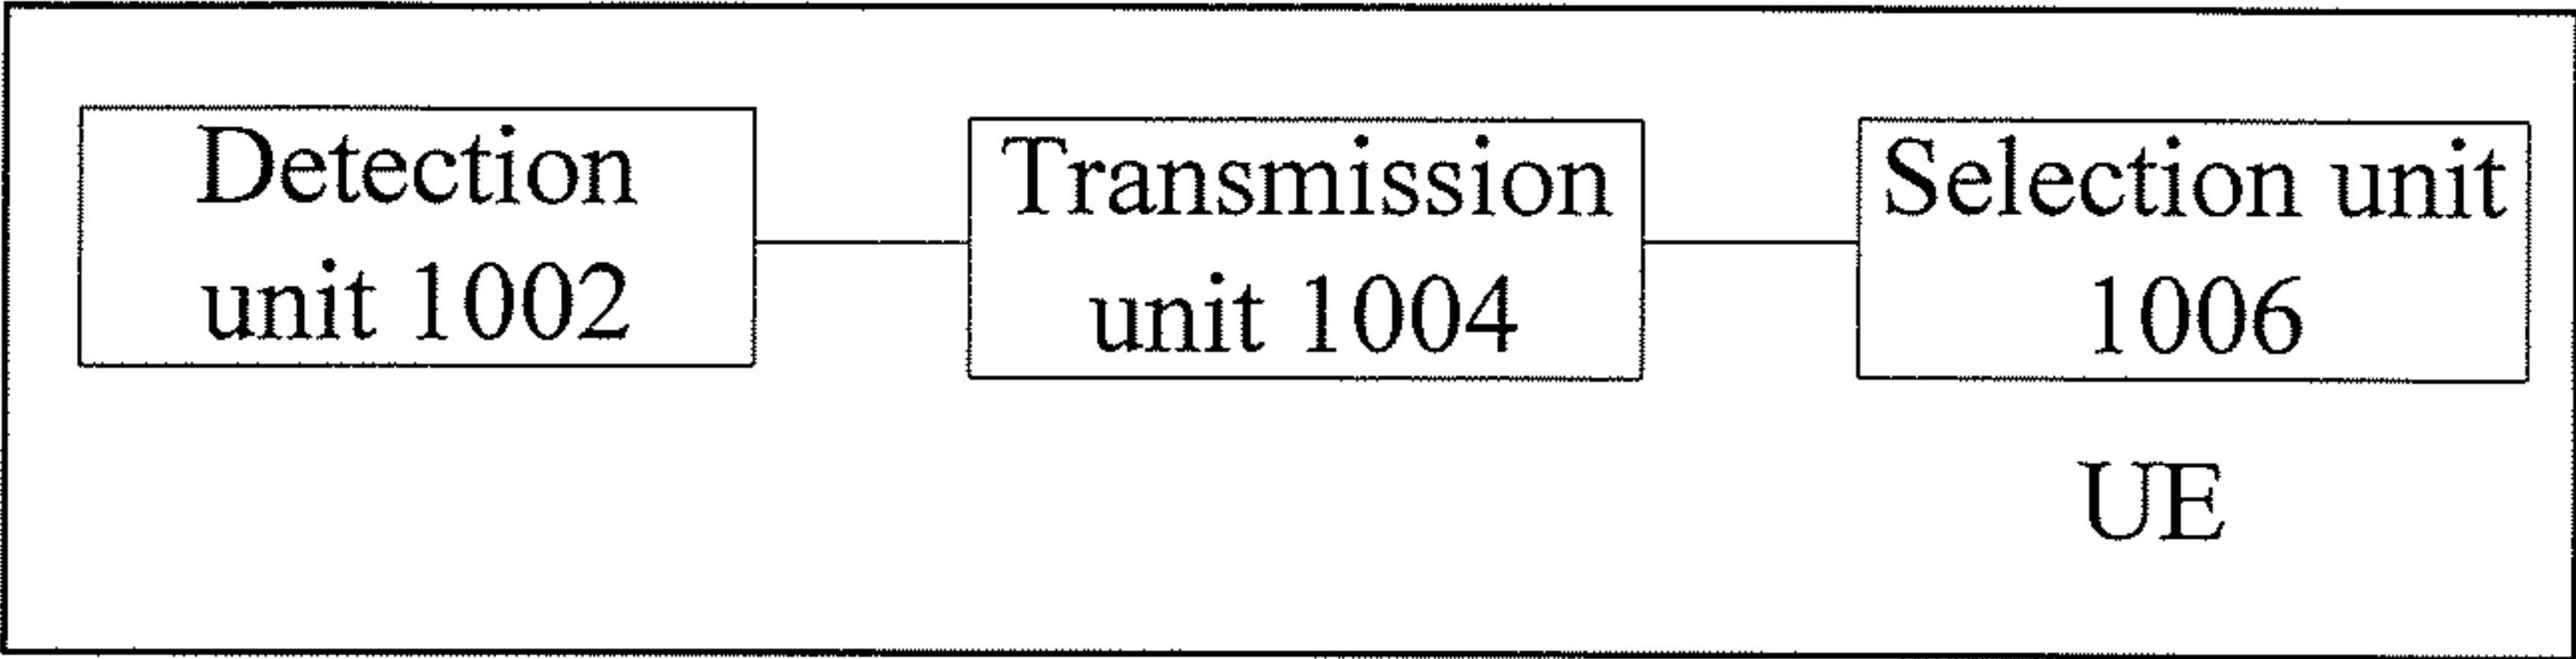 Detection
unit 1002
Transmission
unit 1004
Selection unit
1006
UE